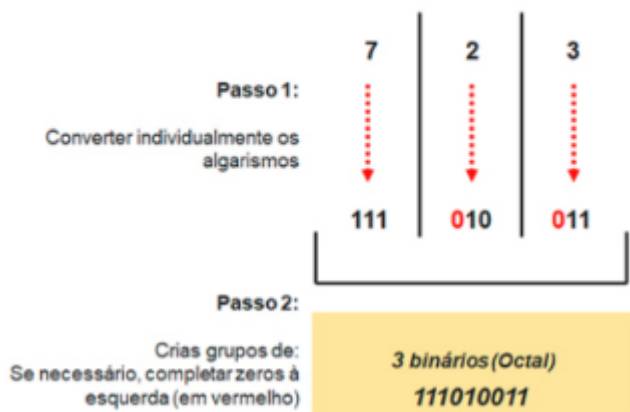 7 2 3
Passo 1:
Converter individualmente os
algarismos
111 010 011
Passo 2:
Crias grupos de:
Se necessário, completar zeros à
esquerda (em vermelho)
3 binários (Octal)
111010011